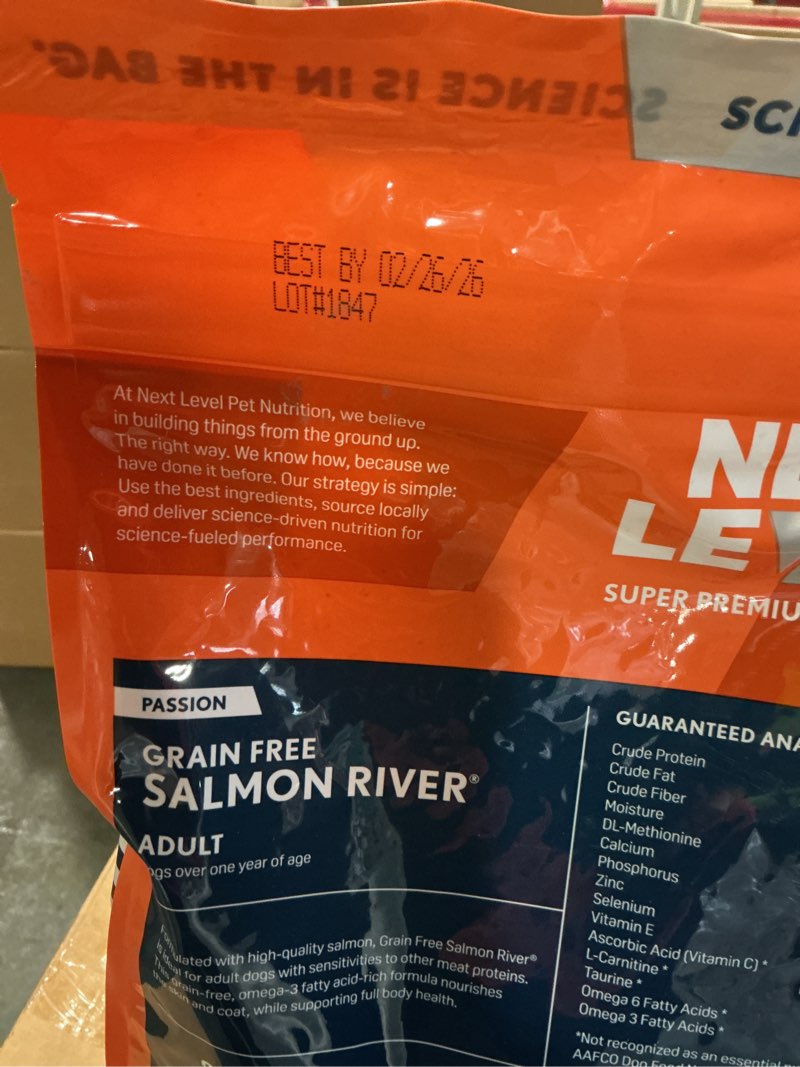 SCIENCE IS IN THE BAG
BEST BY 02/26/26
LOT#1847
At Next Level Pet Nutrition, we believe
in building things from the ground up.
The right way. We know how, because we
have done it before. Our strategy is simple:
Use the best ingredients, source locally
and deliver science-driven nutrition for
science-fueled performance.
SUPER
PASSION
GRAIN FREE
SALMON RIVER®
ADULT
over one year of age
with high-quality salmon, Grain Free Salmon River®
for adult dogs with sensitivities to other meat proteins.
grain-free, omega-3 fatty acid-rich formula nourishes
and coat, while supporting full body health.
GUARANTEED
Crude Protein
Crude Fat
Crude Fiber
Moisture
DL-Methionine
Calcium
Phosphorus
Zinc
Selenium
Vitamin E
Ascorbic Acid (Vitamin C) *
L-Carnitine *
Taurine *
Omega 6 Fatty Acids *
Omega 3 Fatty Acids *
*Not recognized as an essential
AAFCO Dog Food